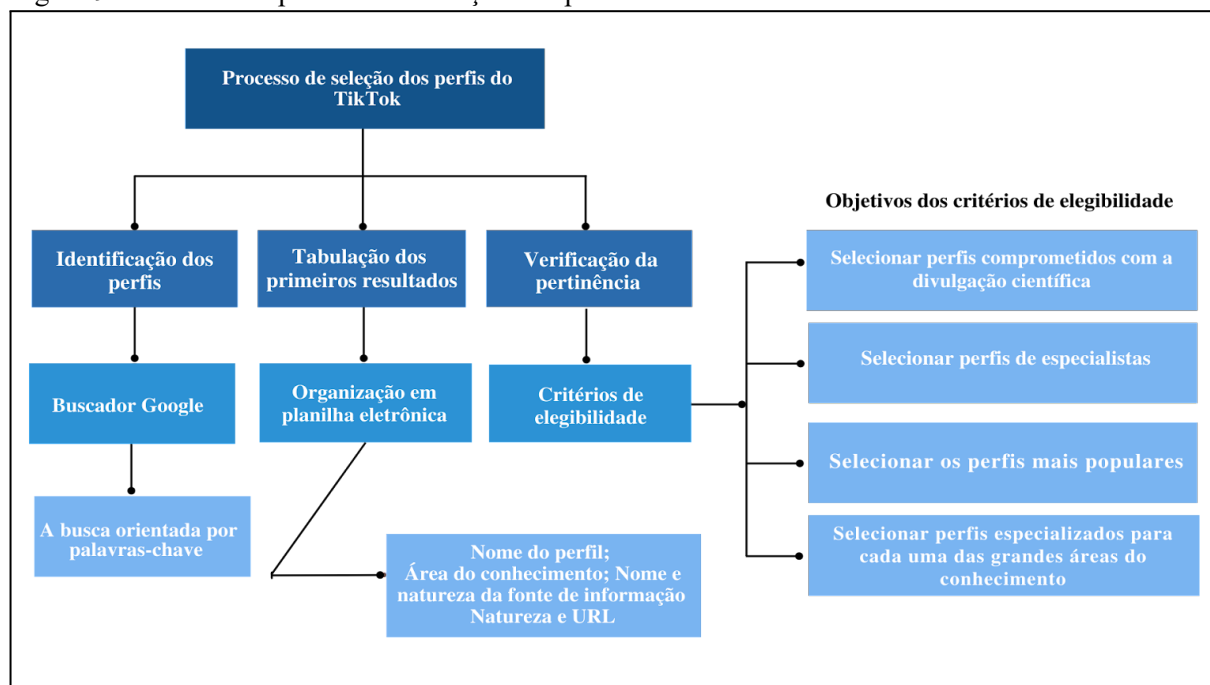 Processo de seleção dos perfis do
TikTok
Objetivos dos critérios de elegibilidade
Identificação dos
perfis
Tabulação dos
primeiros resultados
Verificação da
pertinência
Selecionar perfis comprometidos com a
divulgação científica
Buscador Google
Organização em
planilha eletrônica
Critérios de
elegibilidade
Selecionar perfis de especialistas
Selecionar os perfis mais populares
A busca orientada por
palavras-chave
Nome do perfil;
Área do conhecimento; Nome e
natureza da fonte de informação
Natureza e URL
Selecionar perfis especializados para
cada uma das grandes áreas do
conhecimento